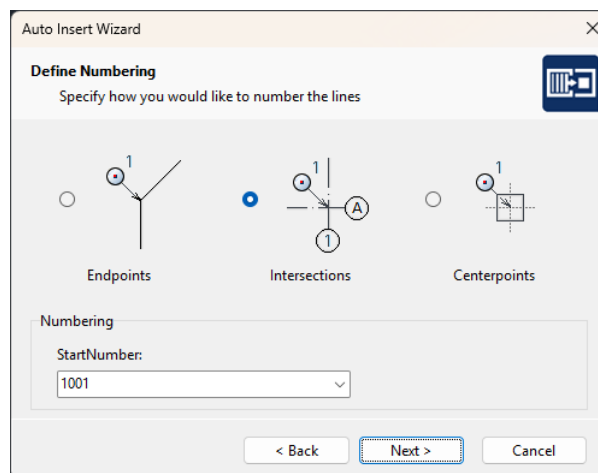 Auto Insert Wizard
Define Numbering
Specify how you would like to number the lines
1
1
A
1
1
Endpoints
Intersections
Centerpoints
Numbering
StartNumber:
1001
< Back
Next >
Cancel